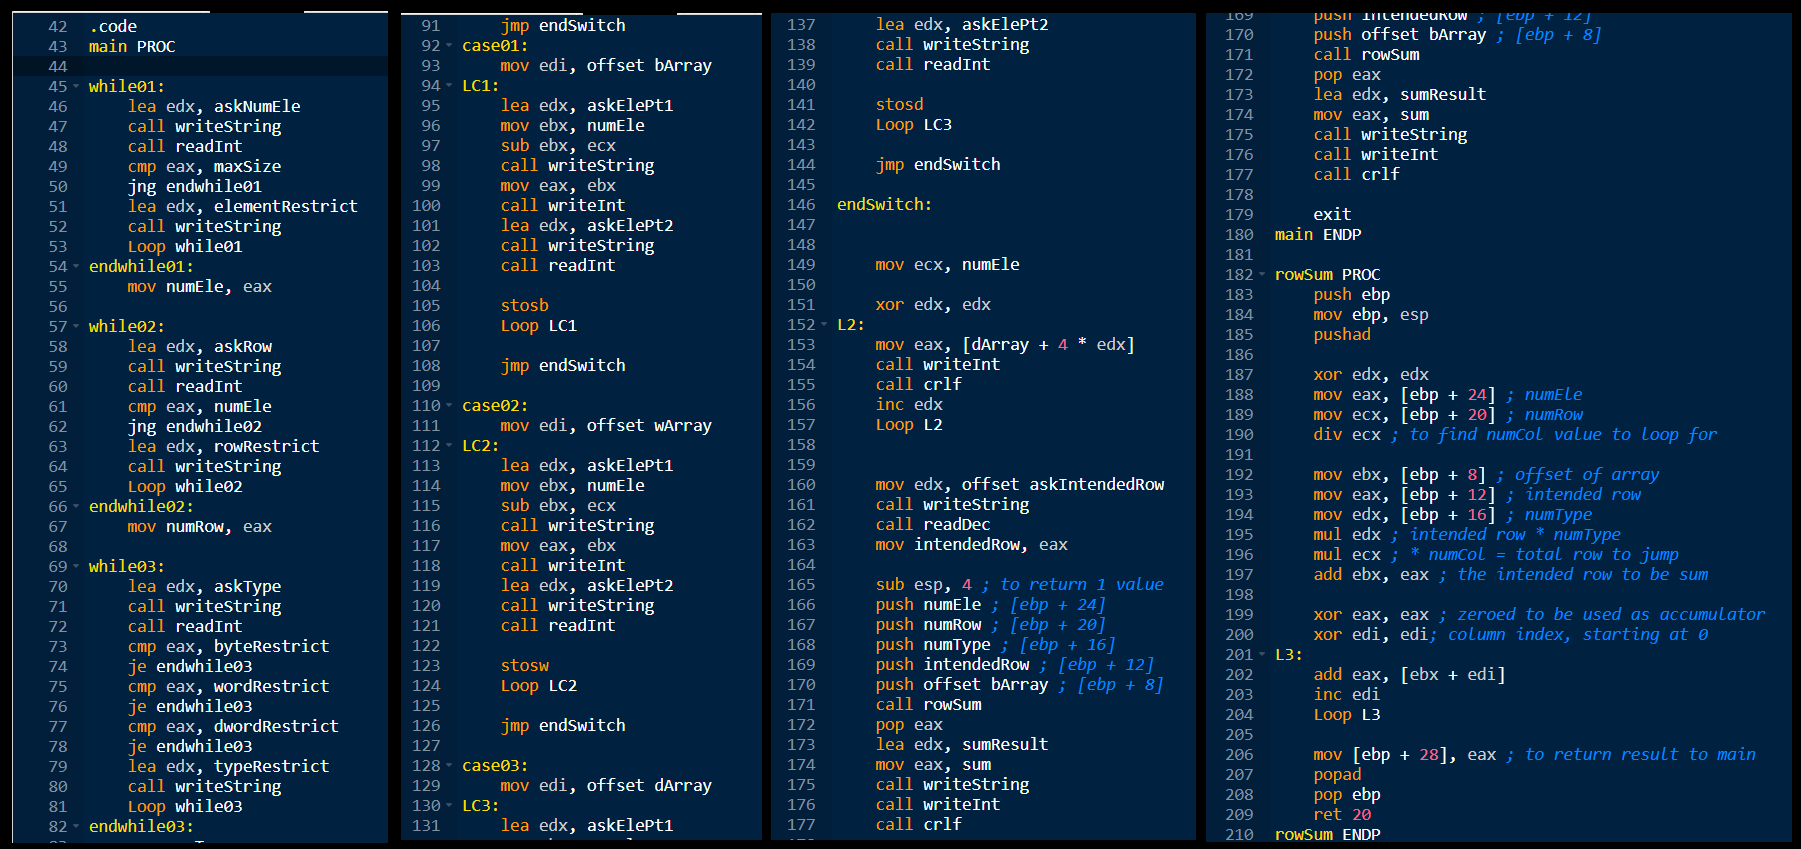 42 .code
43 main PROC
44
45 while01:
46 lea edx, askNumEle
47 call writeString
48 call readInt
49 cmp eax, maxSize
50 jng endwhile01
51 lea edx, elementRestrict
52 call writeString
53 Loop while01
54 endwhile01:
55 mov numEle, eax
56
57 while02:
58 lea edx, askRow
59 call writeString
60 call readInt
61 cmp eax, numEle
62 jng endwhile02
63 lea edx, rowRestrict
64 call writeString
65 Loop while02
66 endwhile02:
67 mov numRow, eax
68
69 while03:
70 lea edx, askType
71 call writeString
72 call readInt
73 cmp eax, byteRestrict
74 je endwhile03
75 cmp eax, wordRestrict
76 je endwhile03
77 cmp eax, dwordRestrict
78 je endwhile03
79 lea edx, typeRestrict
80 call writeString
81 Loop while03
82 endwhile03:
91 jmp endSwitch
92 case01:
93 mov edi, offset bArray
94 LC1:
95 lea edx, askElePt1
96 mov ebx, numEle
97 sub ebx, ecx
98 call writeString
99 mov eax, ebx
100 call writeInt
101 lea edx, askElePt2
102 call writeString
103 call readInt
104
105 stosb
106 Loop LC1
107
108 jmp endSwitch
109
110 case02:
111 mov edi, offset wArray
112 LC2:
113 lea edx, askElePt1
114 mov ebx, numEle
115 sub ebx, ecx
116 call writeString
117 mov eax, ebx
118 call writeInt
119 lea edx, askElePt2
120 call writeString
121 call readInt
122
123 stosw
124 Loop LC2
125
126 jmp endSwitch
127
128 case03:
129 mov edi, offset dArray
130 LC3:
131 lea edx, askElePt1
137 lea edx, askElePt2
138 call writeString
139 call readInt
140
141 stosd
142 Loop LC3
143
144 jmp endSwitch
145
146 endSwitch:
147
148
149 mov ecx, numEle
150
151 xor edx, edx
152 L2:
153 mov eax, [dArray + 4 * edx]
154 call writeInt
155 call crlf
156 inc edx
157 Loop L2
158
159
160 mov edx, offset askIntendedRow
161 call writeString
162 call readDec
163 mov intendedRow, eax
164
165 sub esp, 4 ; to return 1 value
166 push numEle ; [ebp + 24]
167 push numRow ; [ebp + 20]
168 push numType ; [ebp + 16]
169 push intendedRow ; [ebp + 12]
170 push offset bArray ; [ebp + 8]
171 call rowSum
172 pop eax
173 lea edx, sumResult
174 mov eax, sum
175 call writeString
176 call writeInt
177 call crlf
169 push intendedRow ; [ebp + 12]
170 push offset bArray ; [ebp + 8]
171 call rowSum
172 pop eax
173 lea edx, sumResult
174 mov eax, sum
175 call writeString
176 call writeInt
177 call crlf
178
179 exit
180 main ENDP
181
182 rowSum PROC
183 push ebp
184 mov ebp, esp
185 pushad
186
187 xor edx, edx
188 mov eax, [ebp + 24] ; numEle
189 mov ecx, [ebp + 20] ; numRow
190 div ecx ; to find numCol value to loop for
191
192 mov ebx, [ebp + 8] ; offset of array
193 mov eax, [ebp + 12] ; intended row
194 mov edx, [ebp + 16] ; numType
195 mul edx ; intended row * numType
196 mul ecx ; * numCol = total row to jump
197 add ebx, eax ; the intended row to be sum
198
199 xor eax, eax ; zeroed to be used as accumulator
200 xor edi, edi; column index, starting at 0
201 L3:
202 add eax, [ebx + edi]
203 inc edi
204 Loop L3
205
206 mov [ebp + 28], eax ; to return result to main
207 popad
208 pop ebp
209 ret 20
210 rowSum ENDP